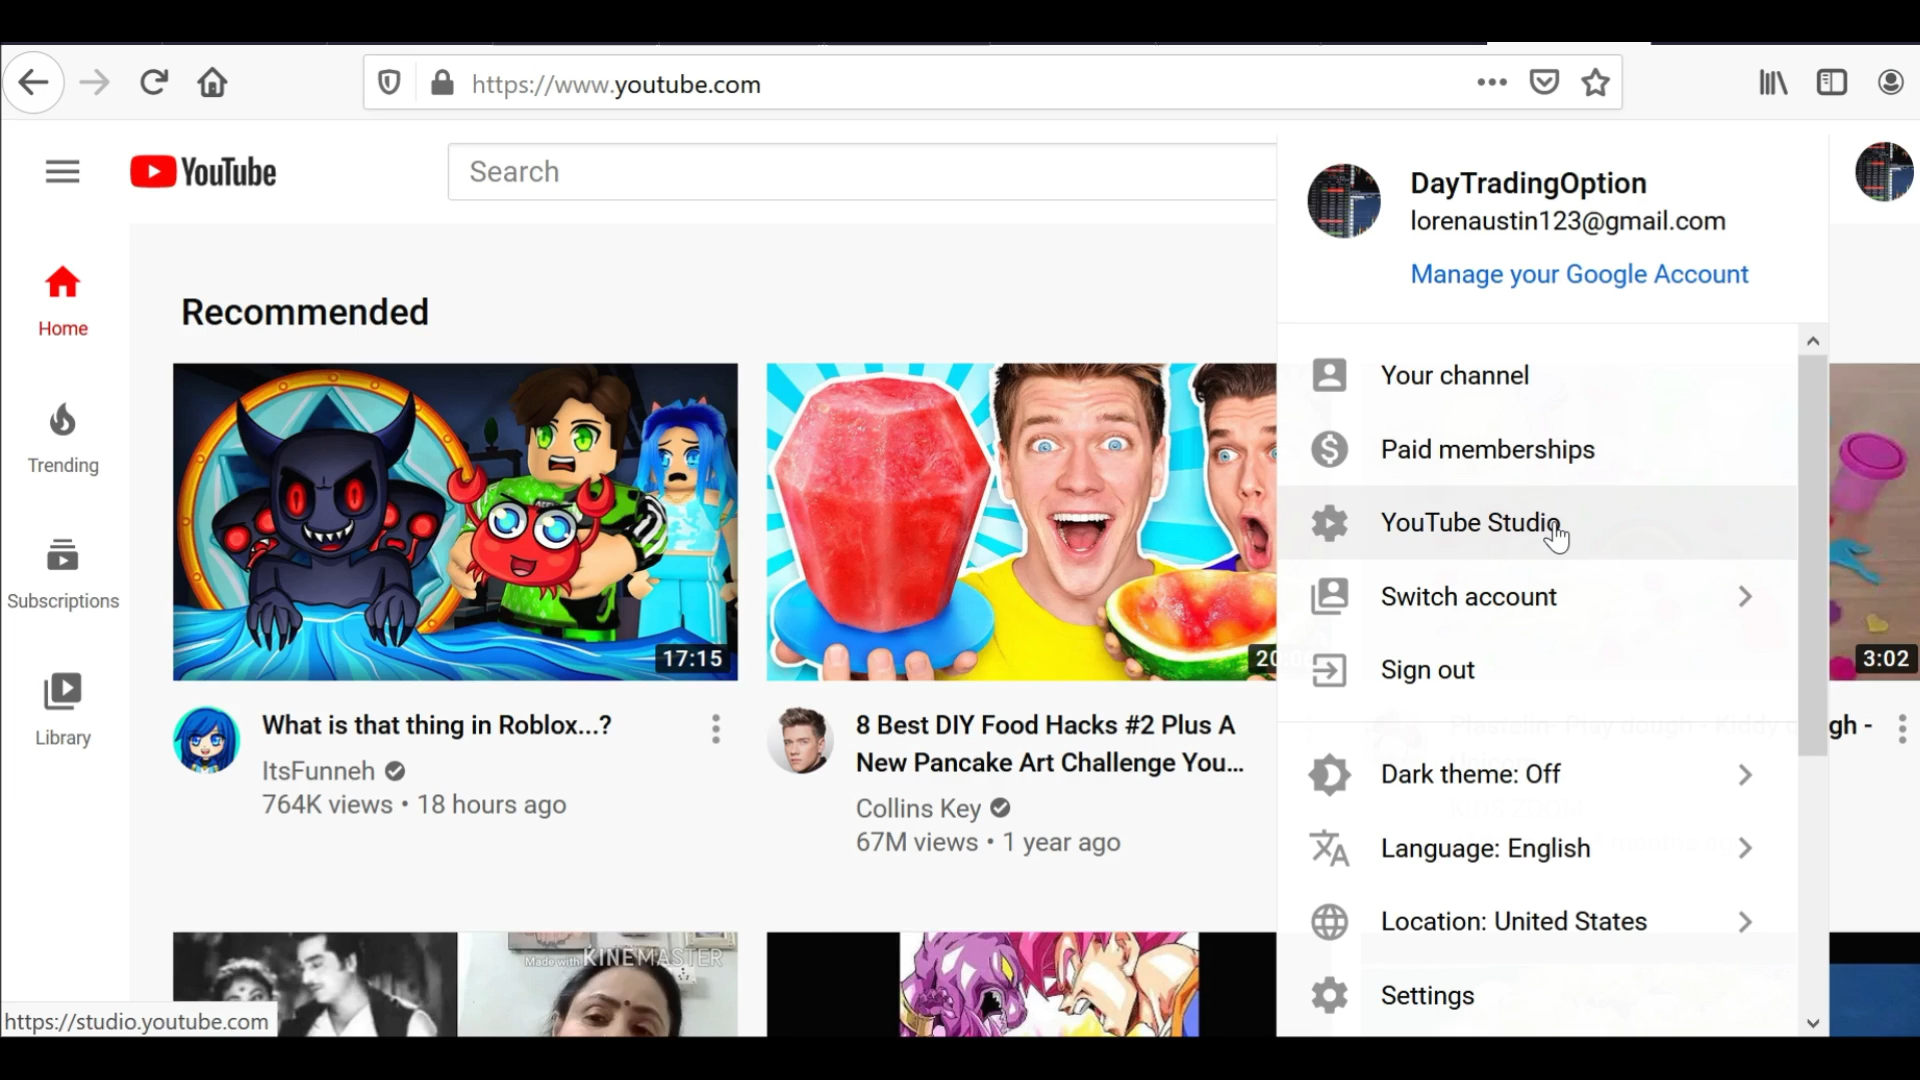 https://www.youtube.com
YouTube
Search
DayTradingOption
lorenaustin123@gmail.com
Manage your Google Account
Home
Trending
Subscriptions
Library
Recommended
17:15
What is that thing in Roblox...?
ItsFunneh
764K views • 18 hours ago
8 Best DIY Food Hacks #2 Plus A
New Pancake Art Challenge You...
Collins Key
67M views • 1 year ago
Your channel
Paid memberships
YouTube Studio
Switch account
Sign out
Dark theme: Off
Language: English
Location: United States
Settings
3:02
gh -
Made with KINEMASTER
https://studio.youtube.com